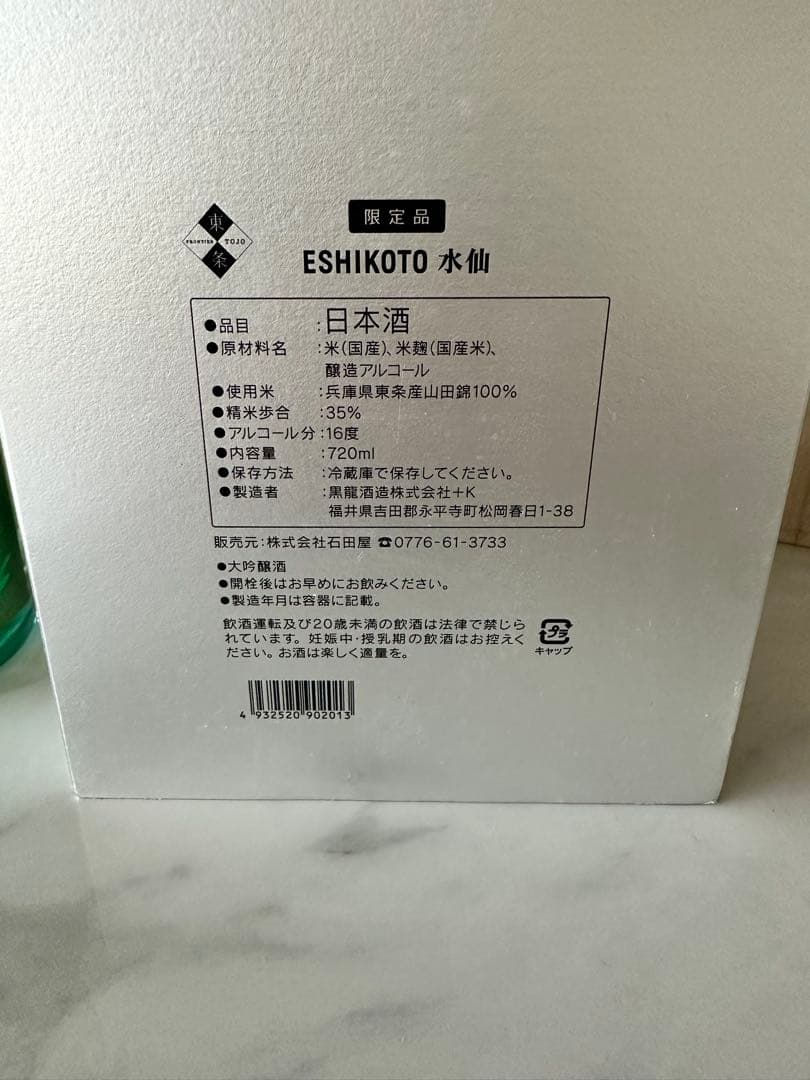 限定品
東
FRONTIER TOJO
条
ESHIKOTO 水仙
●品目 :日本酒
●原材料名 :米(国産)、米麹(国産米)、
醸造アルコール
●使用米 :兵庫県東条産山田錦100%
●精米歩合 :35%
●アルコール分:16度
●内容量 :720ml
●保存方法 :冷蔵庫で保存してください。
●製造者 :黒龍酒造株式会社+K
福井県吉田郡永平寺町松岡春日1-38
販売元:株式会社石田屋 ☎0776-61-3733
●大吟醸酒
●開栓後はお早めにお飲みください。
●製造年月は容器に記載。
飲酒運転及び20歳未満の飲酒は法律で禁じら
れています。妊娠中・授乳期の飲酒はお控えく
ださい。お酒は楽しく適量を。
プラ
キャップ
4 932520 902013